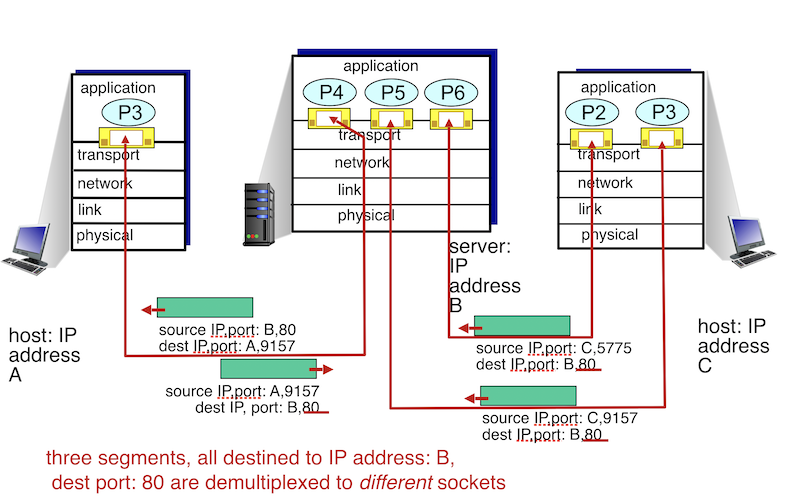 application
P3
transport
network
link
physical
application
P4 P5 P6
transport
network
link
physical
application
P2 P3
transport
network
link
physical
server:
IP
address
B
host: IP
address
A
host: IP
address
C
source IP,port: B,80
dest IP,port: A,9157
source IP,port: A,9157
dest IP, port: B,80
source IP,port: C,5775
dest IP,port: B,80
source IP,port: C,9157
dest IP,port: B,80
three segments, all destined to IP address: B,
dest port: 80 are demultiplexed to different sockets